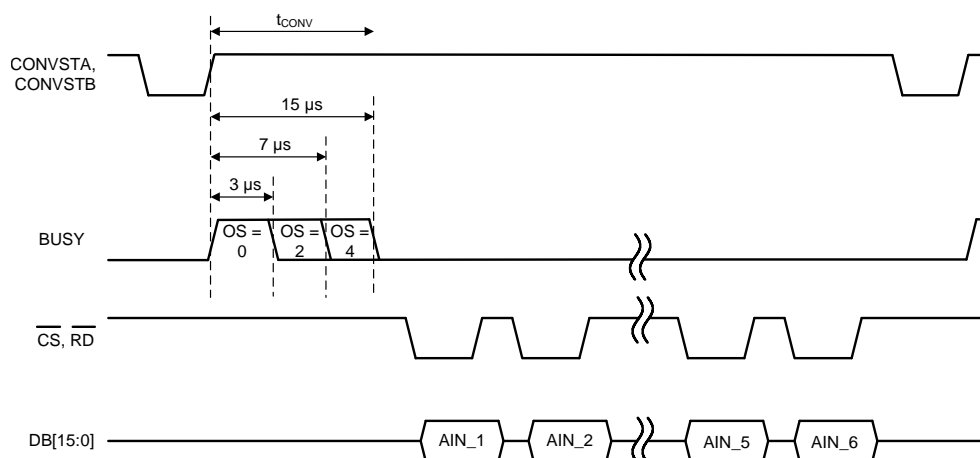 tCONV
CONVSTA,
CONVSTB
15 µs
7 µs
3 µs
BUSY
OS =
0
OS =
2
OS =
4
CS, RD
DB[15:0]
AIN_1
AIN_2
AIN_5
AIN_6